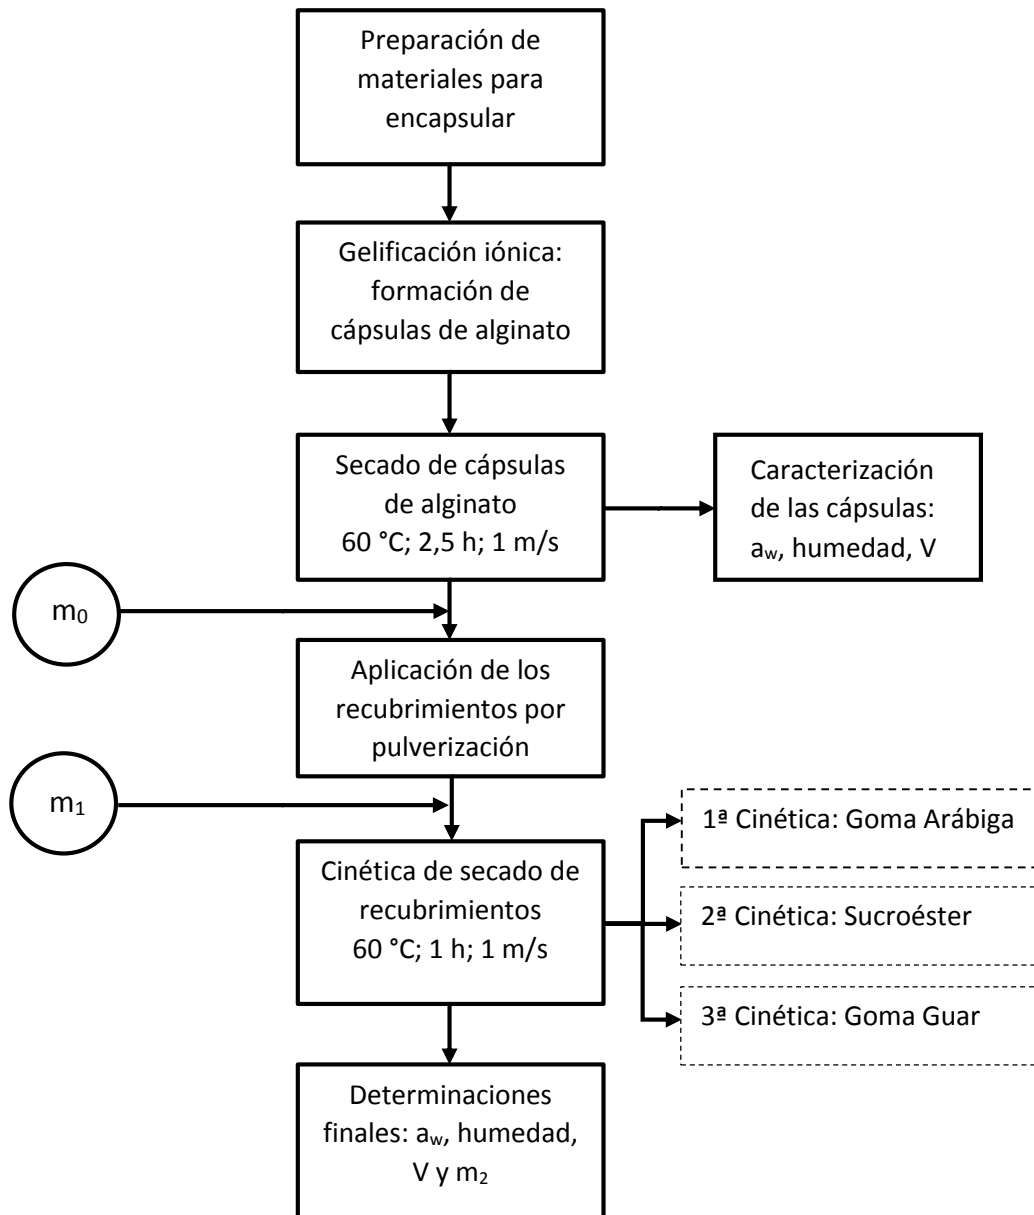 Preparación de
materiales para
encapsular
Gelificación iónica:
formación de
cápsulas de alginato
Secado de cápsulas
de alginato
60 °C; 2,5 h; 1 m/s
Caracterización
de las cápsulas:
aw, humedad, V
m0
Aplicación de los
recubrimientos por
pulverización
m1
Cinética de secado de
recubrimientos
60 °C; 1 h; 1 m/s
1ª Cinética: Goma Arábiga
2ª Cinética: Sucroéster
3ª Cinética: Goma Guar
Determinaciones
finales: aw, humedad,
V y m2